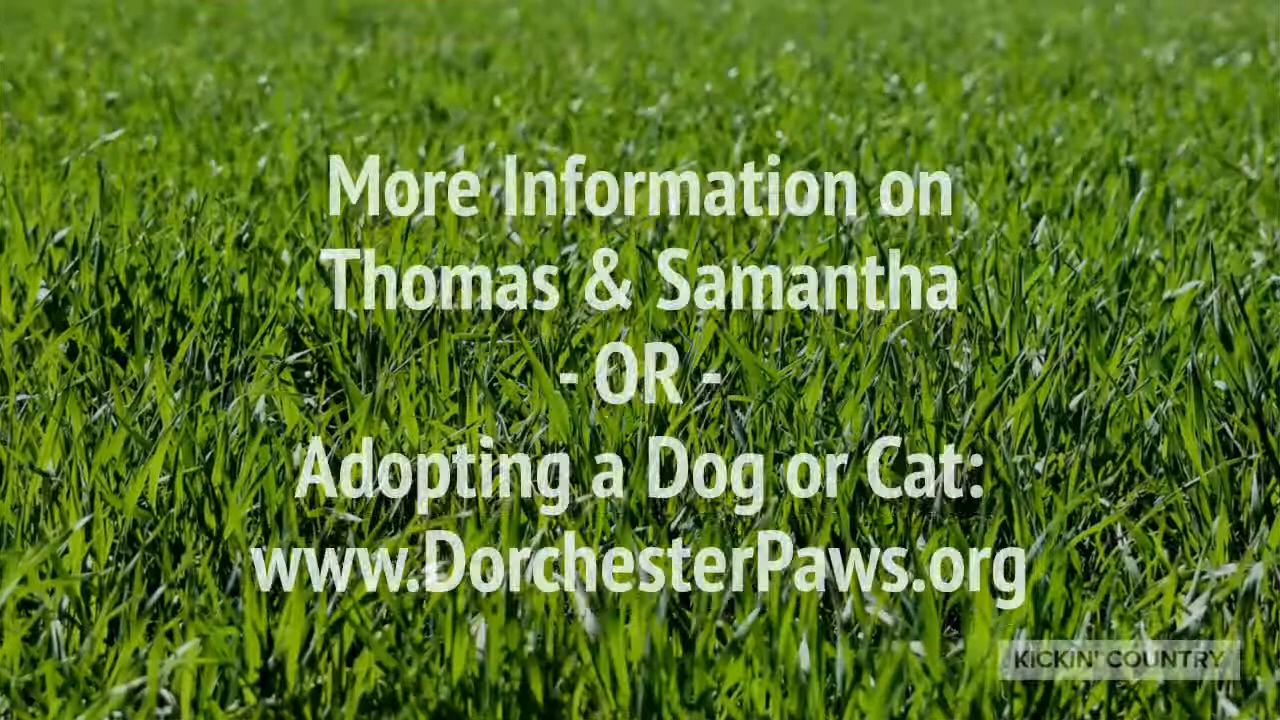 More Information on
Thomas & Samantha
- OR -
Adopting a Dog or Cat:
www.DorchesterPaws.org
KICKIN' COUNTRY